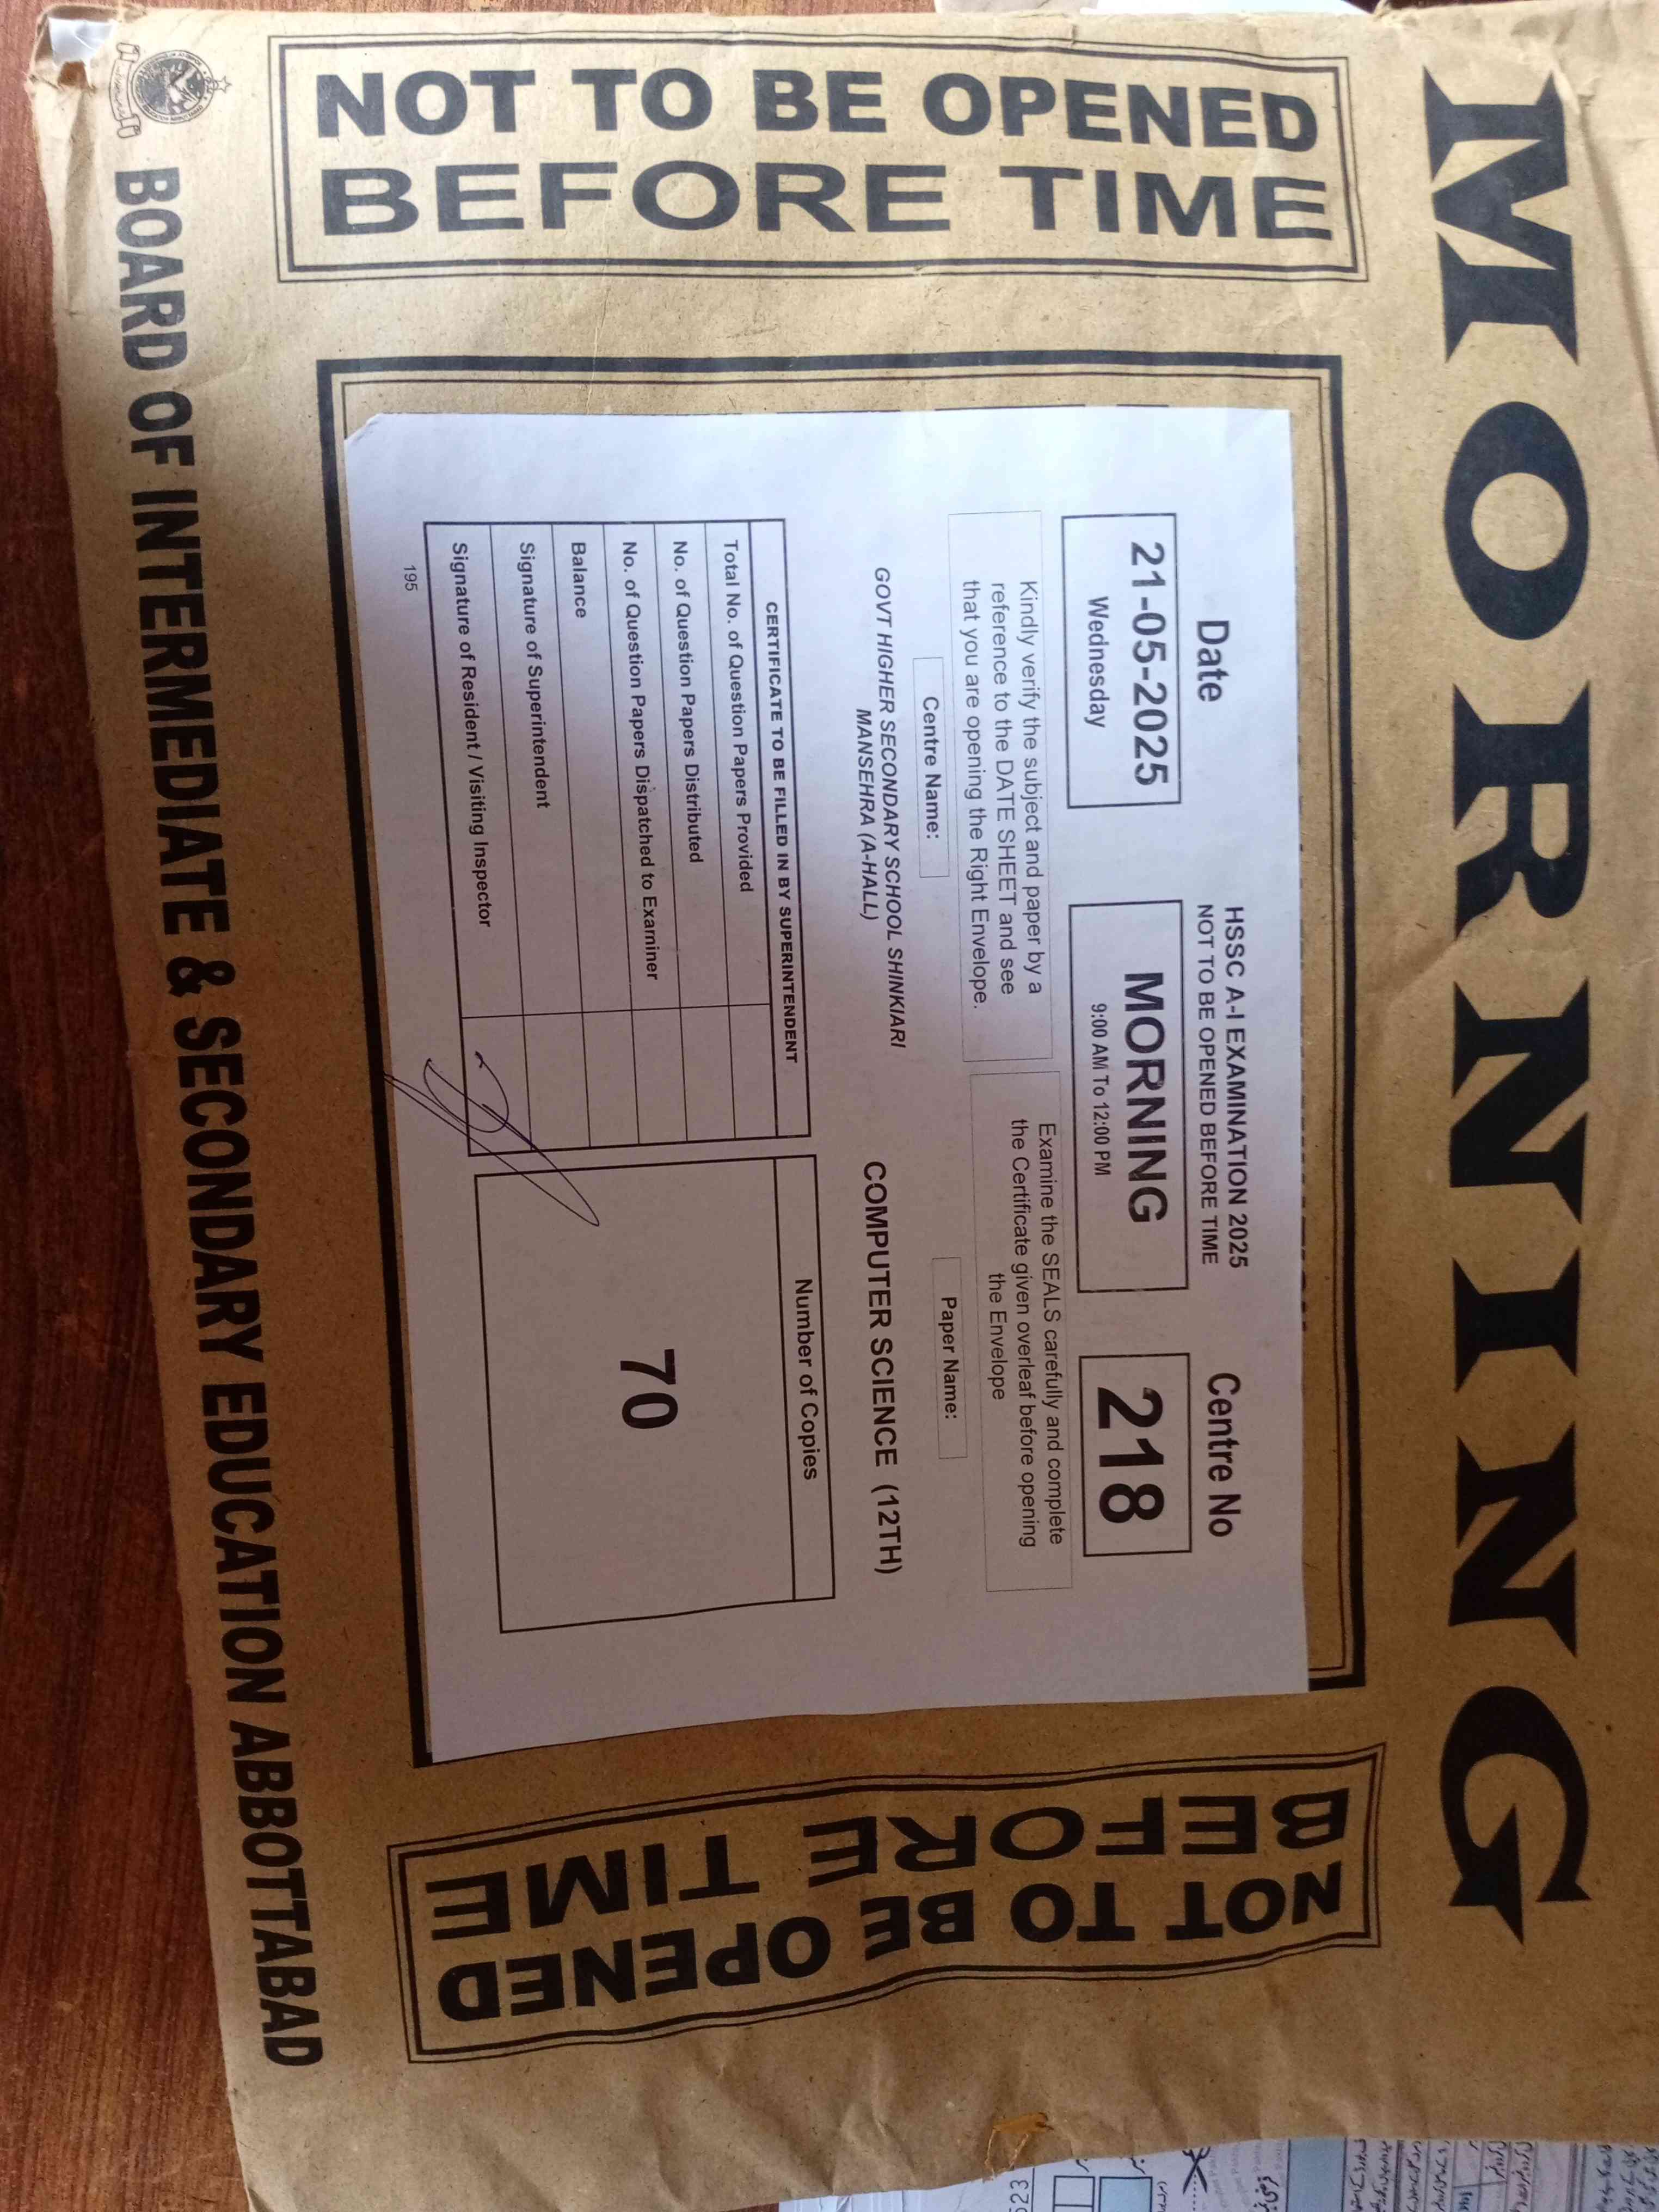 MORNING
NOT TO BE OPENED
BEFORE TIME
HSSC A-I EXAMINATION 2025
NOT TO BE OPENED BEFORE TIME
Date
Centre No
21-05-2025
Wednesday
MORNING
9:00 AM To 12:00 PM
218
Kindly verify the subject and paper by a
reference to the DATE SHEET and see
that you are opening the Right Envelope.
Examine the SEALS carefully and complete
the Certificate given overleaf before opening
the Envelope
Centre Name:
Paper Name:
GOVT HIGHER SECONDARY SCHOOL SHINKIARI
MANSEHRA (A-HALL)
COMPUTER SCIENCE (12TH)
CERTIFICATE TO BE FILLED IN BY SUPERINTENDENT
Total No. of Question Papers Provided
No. of Question Papers Distributed
No. of Question Papers Dispatched to Examiner
Balance
Signature of Superintendent
Signature of Resident / Visiting Inspector
Number of Copies
70
195
NOT TO BE OPENED
BEFORE TIME
BOARD OF INTERMEDIATE & SECONDARY EDUCATION ABBOTTABAD